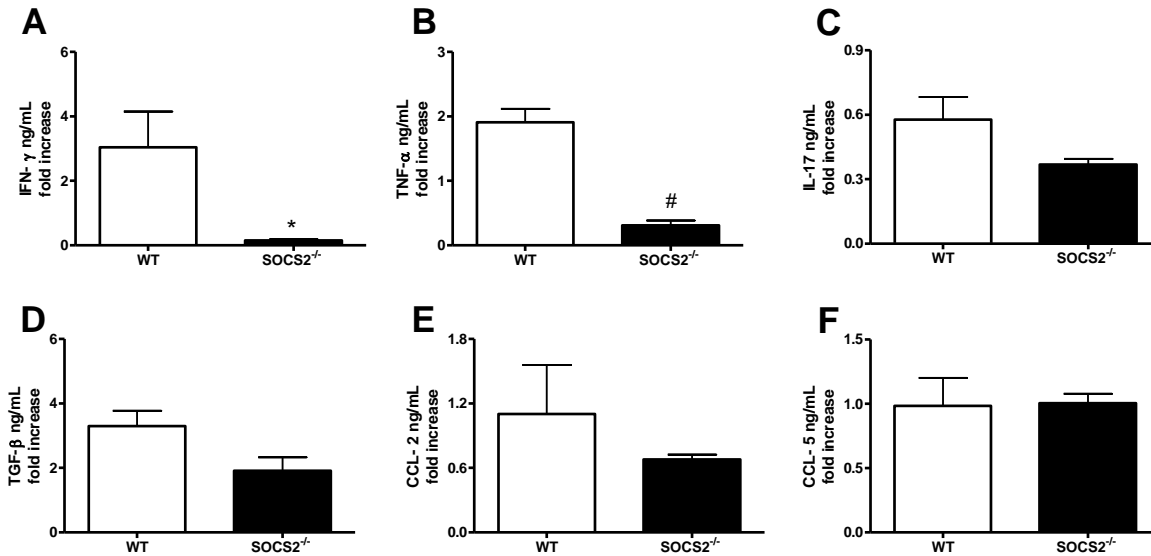 A
IFN- γ ng/mL
fold increase
6
4
2
0
*
WT
SOCS2-/-
B
TNF-α ng/mL
fold increase
3
2
1
0
#
WT
SOCS2-/-
C
IL-17 ng/mL
fold increase
0.9
0.6
0.3
0.0
WT
SOCS2-/-
D
TGF-β ng/mL
fold increase
6
4
2
0
WT
SOCS2-/-
E
CCL- 2 ng/mL
fold increase
1.8
1.2
0.6
0.0
WT
SOCS2-/-
F
CCL- 5 ng/mL
fold increase
1.5
1.0
0.5
0.0
WT
SOCS2-/-